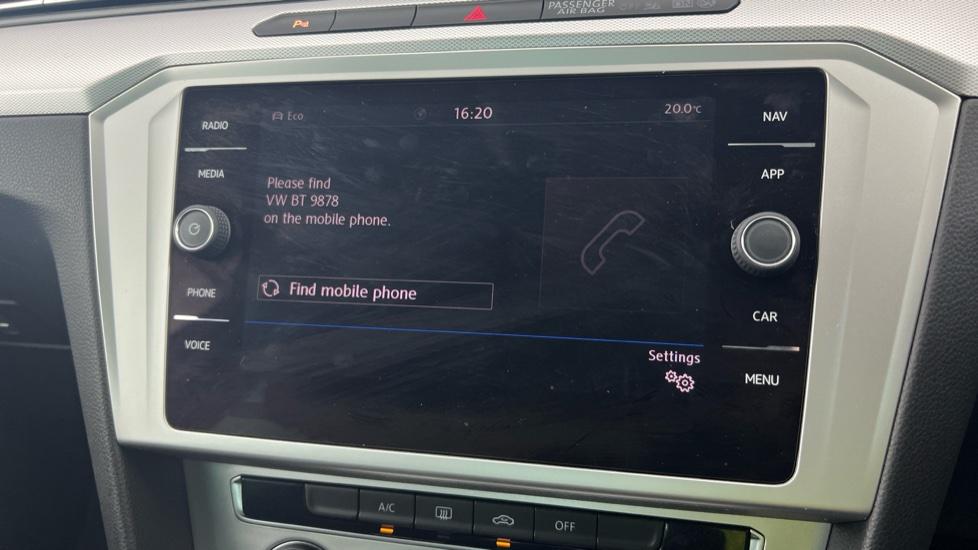 PASSENGER
AIR BAG
RADIO
Eco
16:20
20.0°C
NAV
MEDIA
APP
Please find
VW BT 9878
on the mobile phone.
PHONE
Find mobile phone
CAR
VOICE
Settings
MENU
A/C
OFF